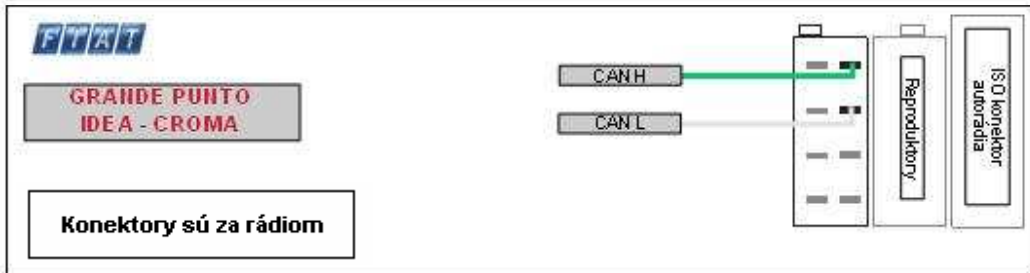 FIAT
GRANDE PUNTO
IDEA - CROMA
Konektory sú za rádiom
CAN H
CAN L
Reproduktory
ISO konektor
autorádia